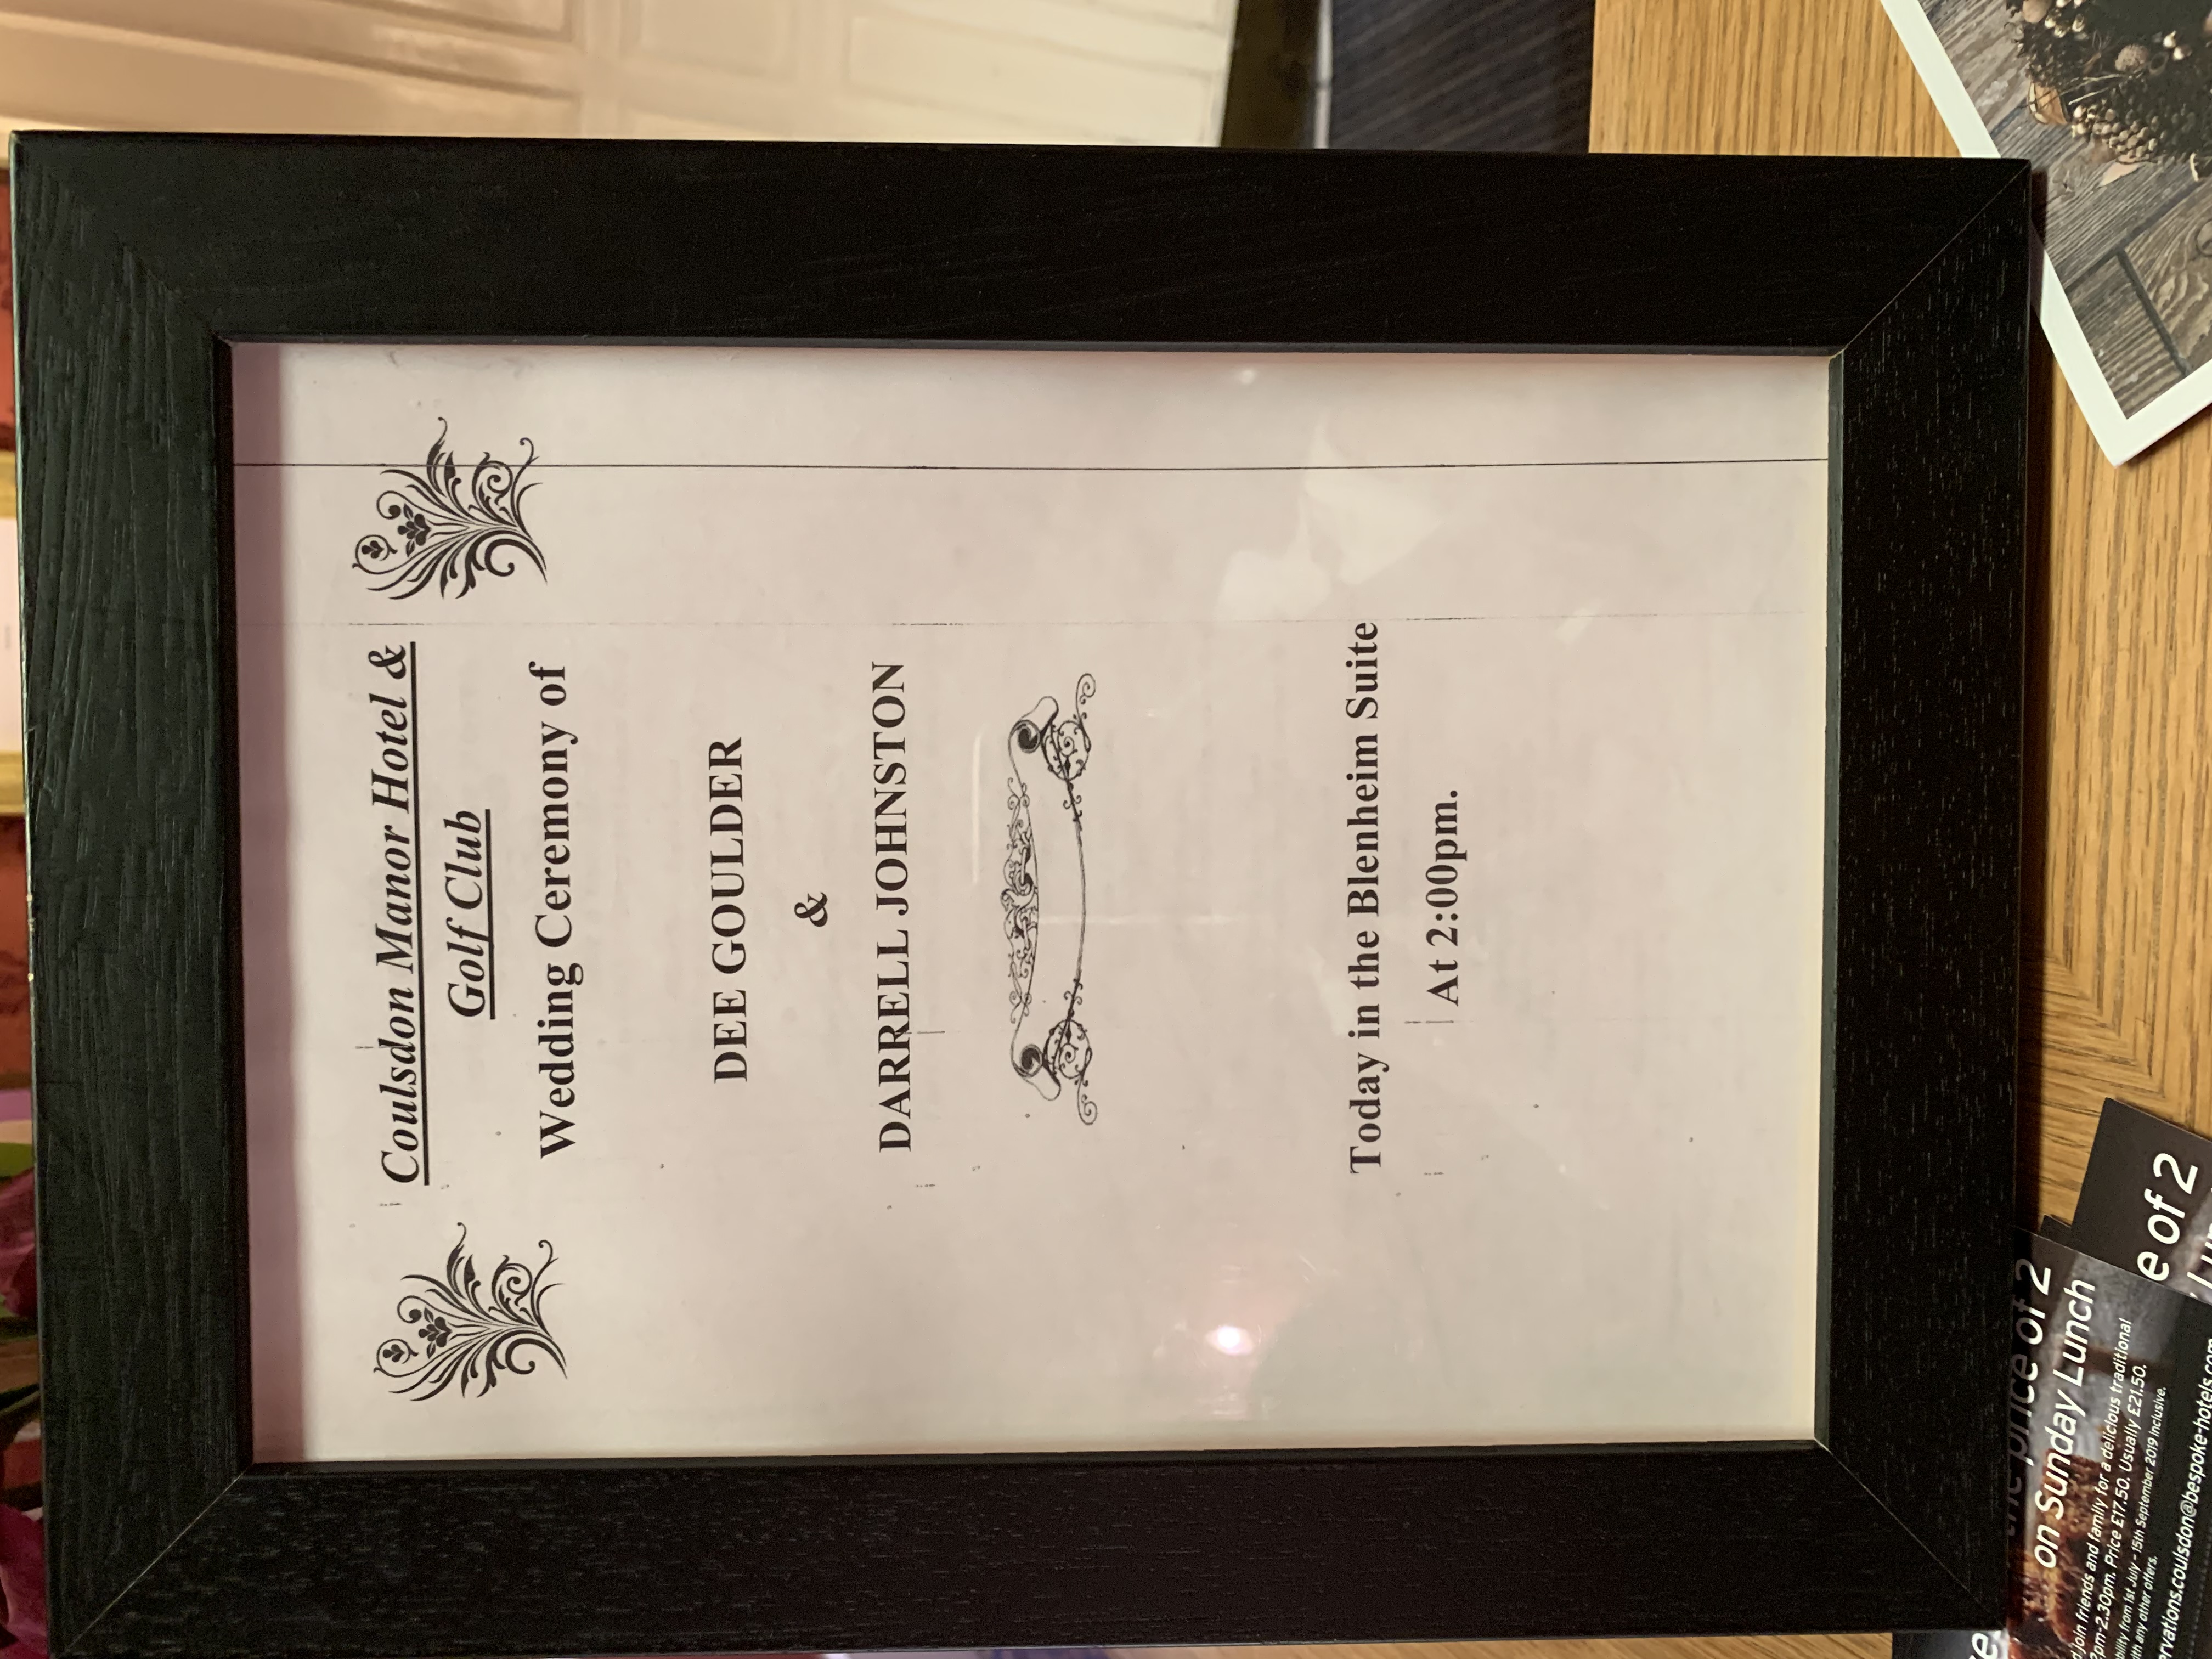 Coulsdon Manor Hotel &
Golf Club
Wedding Ceremony of
DEE GOULDER
&
DARRELL JOHNSTON
Today in the Blenheim Suite
At 2:00pm.
price of 2
on Sunday Lunch
join friends and family for a delicious traditional
2.30pm. Price £17.50. Usually £21.50.
from 1st July - 15th September 2019 inclusive.
with any other offers.
ervations.coulsdon@bespoke-hotels.com
e of 2